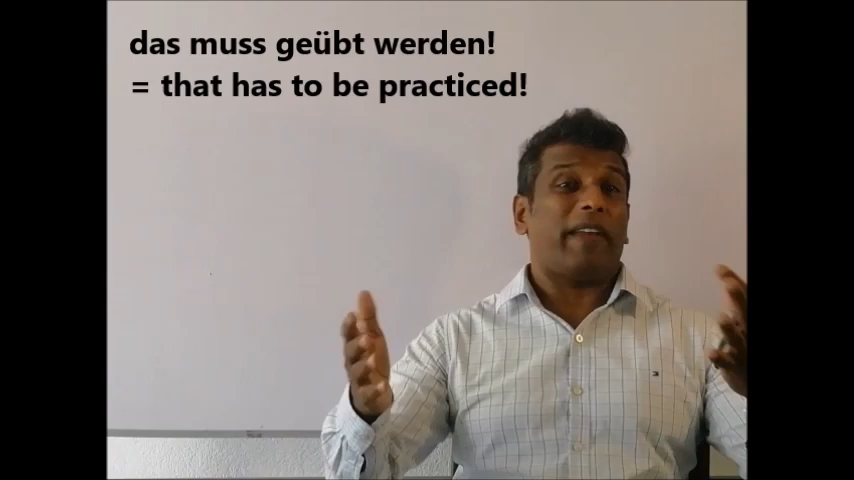 das muss geübt werden!
= that has to be practiced!